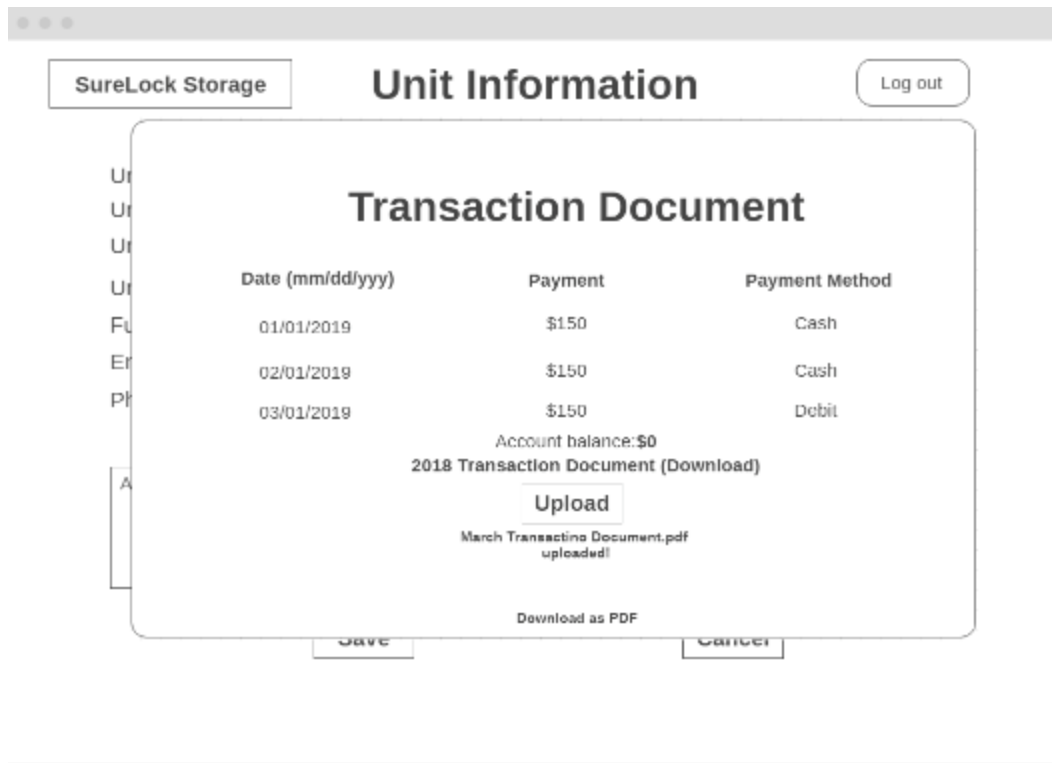 SureLock Storage
Unit Information
Log out
Transaction Document
Date (mm/dd/yyy) Payment Payment Method
01/01/2019 $150 Cash
02/01/2019 $150 Cash
03/01/2019 $150 Debit
Account balance:$0
2018 Transaction Document (Download)
Upload
March Transactino Document.pdf
uploaded!
Download as PDF
Save Cancel